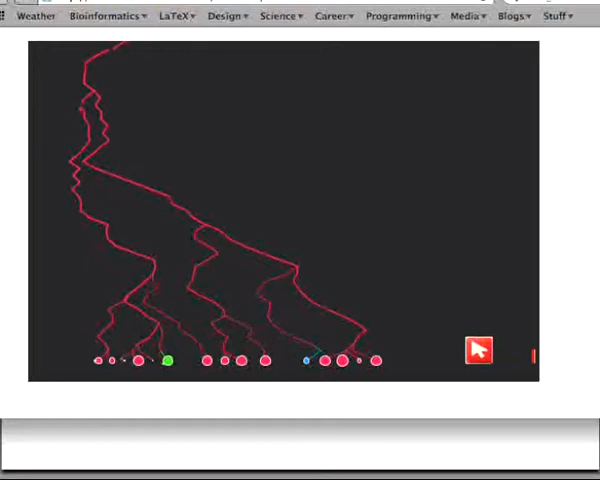 Weather Bioinformatics▾ LaTeX▾ Design▾ Science▾ Career▾ Programming▾ Media▾ Blogs▾ Stuff▾